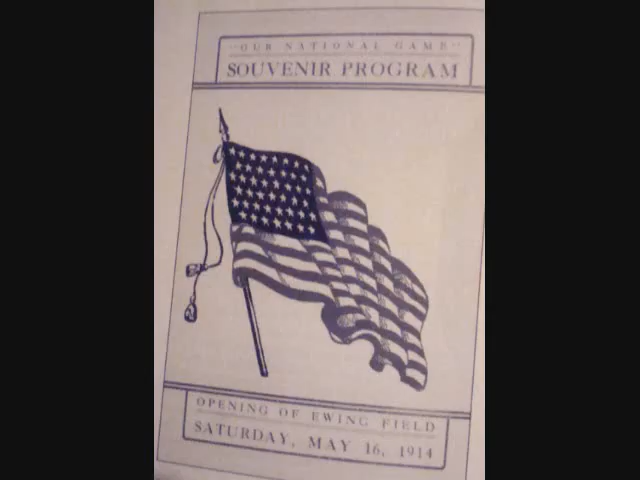 "OUR NATIONAL GAME"
SOUVENIR PROGRAM
OPENING OF EWING FIELD
SATURDAY, MAY 16, 1914